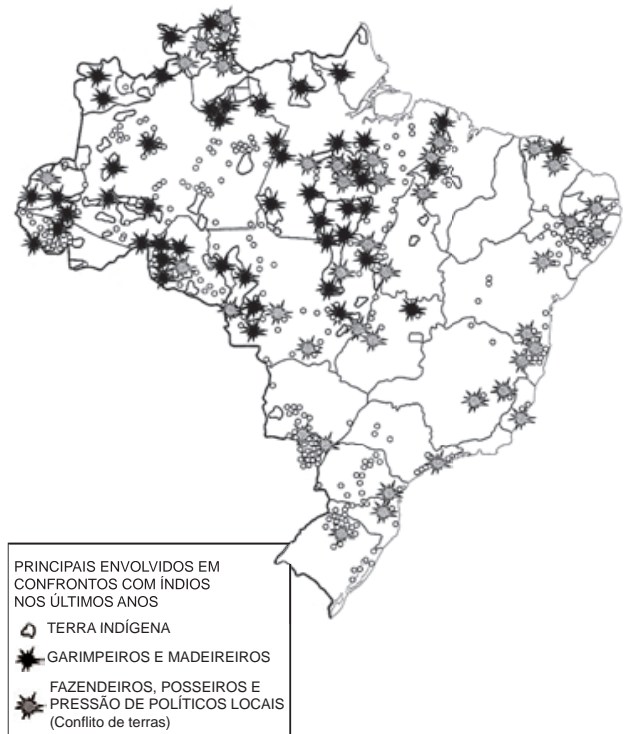 PRINCIPAIS ENVOLVIDOS EM
CONFRONTOS COM ÍNDIOS
NOS ÚLTIMOS ANOS
TERRA INDÍGENA
GARIMPEIROS E MADEIREIROS
FAZENDEIROS, POSSEIROS E
PRESSÃO DE POLÍTICOS LOCAIS
(Conflito de terras)